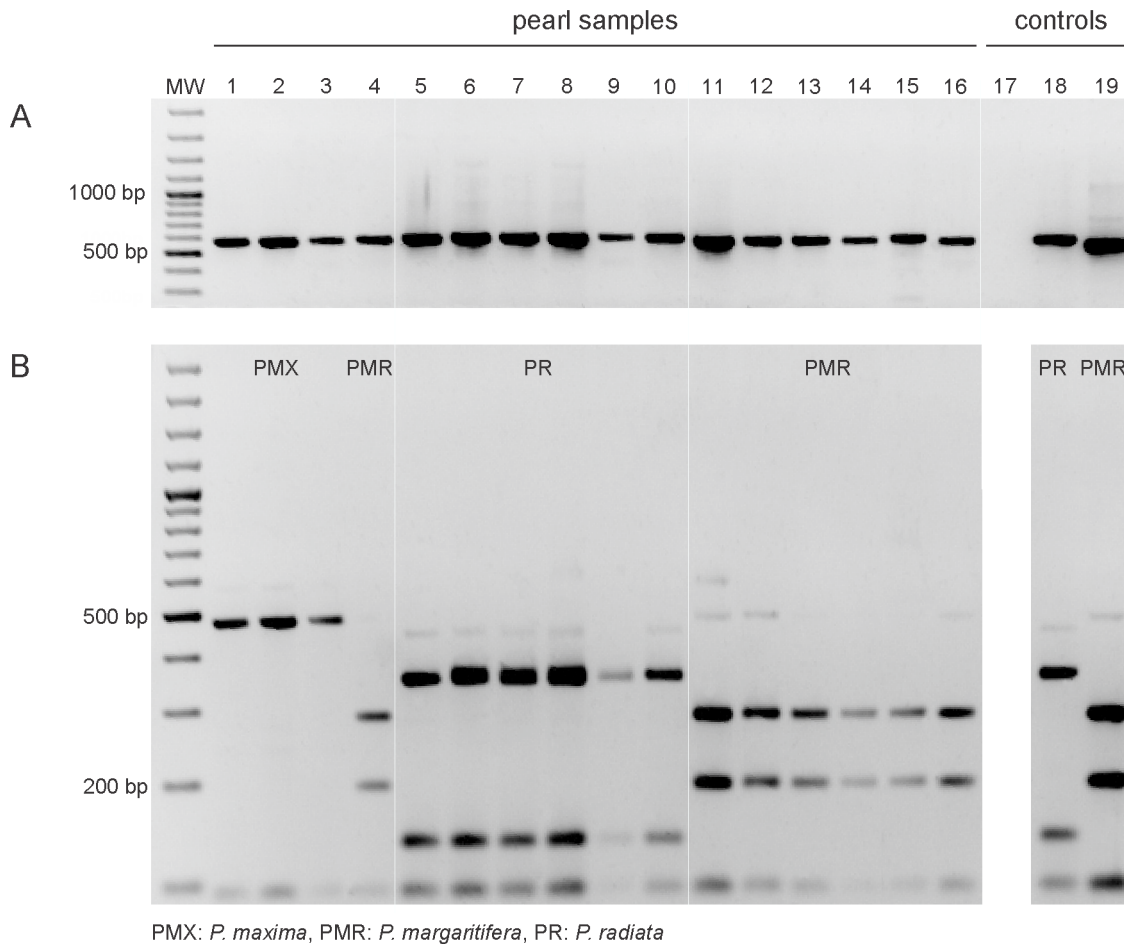 pearl samples controls
MW 1 2 3 4 5 6 7 8 9 10 11 12 13 14 15 16 17 18 19
A
1000 bp
500 bp
B
PMX PMR PR PMR PR PMR
500 bp
200 bp
PMX: P. maxima, PMR: P. margaritifera, PR: P. radiata